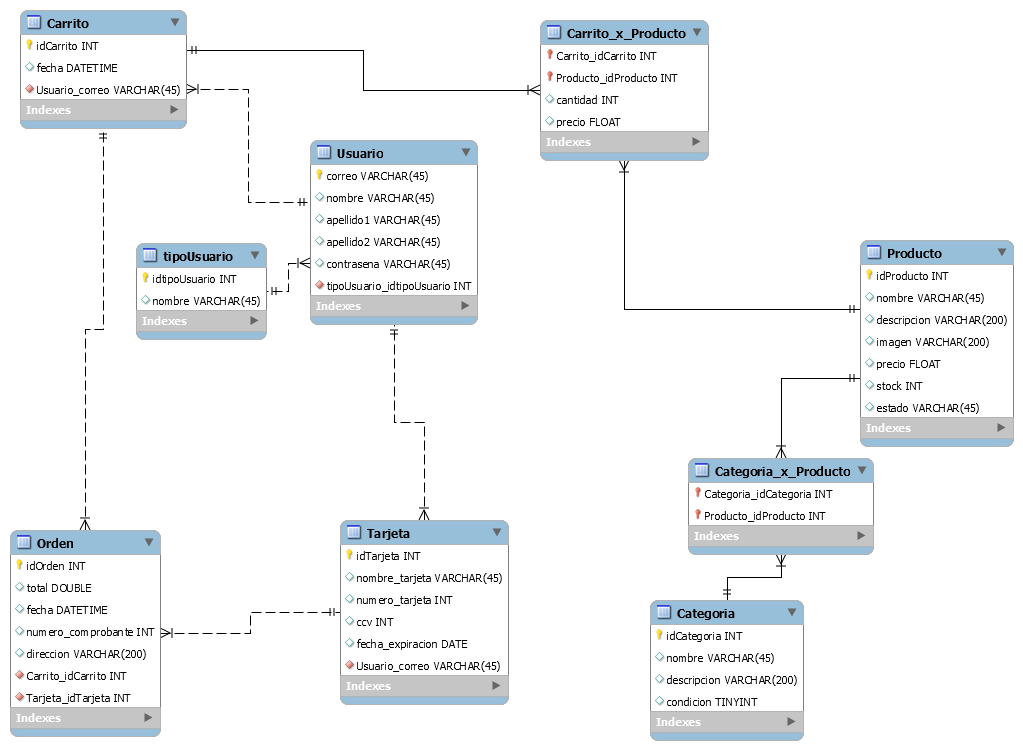 Carrito
idCarrito INT
fecha DATETIME
Usuario_correo VARCHAR(45)
Indexes
Carrito_x_Producto
Carrito_idCarrito INT
Producto_idProducto INT
cantidad INT
precio FLOAT
Indexes
Usuario
correo VARCHAR(45)
nombre VARCHAR(45)
apellido1 VARCHAR(45)
apellido2 VARCHAR(45)
contrasena VARCHAR(45)
tipoUsuario_idtipoUsuario INT
Indexes
tipoUsuario
idtipoUsuario INT
nombre VARCHAR(45)
Indexes
Producto
idProducto INT
nombre VARCHAR(45)
descripcion VARCHAR(200)
imagen VARCHAR(200)
precio FLOAT
stock INT
estado VARCHAR(45)
Indexes
Categoria_x_Producto
Categoria_idCategoria INT
Producto_idProducto INT
Indexes
Orden
idOrden INT
total DOUBLE
fecha DATETIME
numero_comprobante INT
direccion VARCHAR(200)
Carrito_idCarrito INT
Tarjeta_idTarjeta INT
Indexes
Tarjeta
idTarjeta INT
nombre_tarjeta VARCHAR(45)
numero_tarjeta INT
ccv INT
fecha_expiracion DATE
Usuario_correo VARCHAR(45)
Indexes
Categoria
idCategoria INT
nombre VARCHAR(45)
descripcion VARCHAR(200)
condicion TINYINT
Indexes